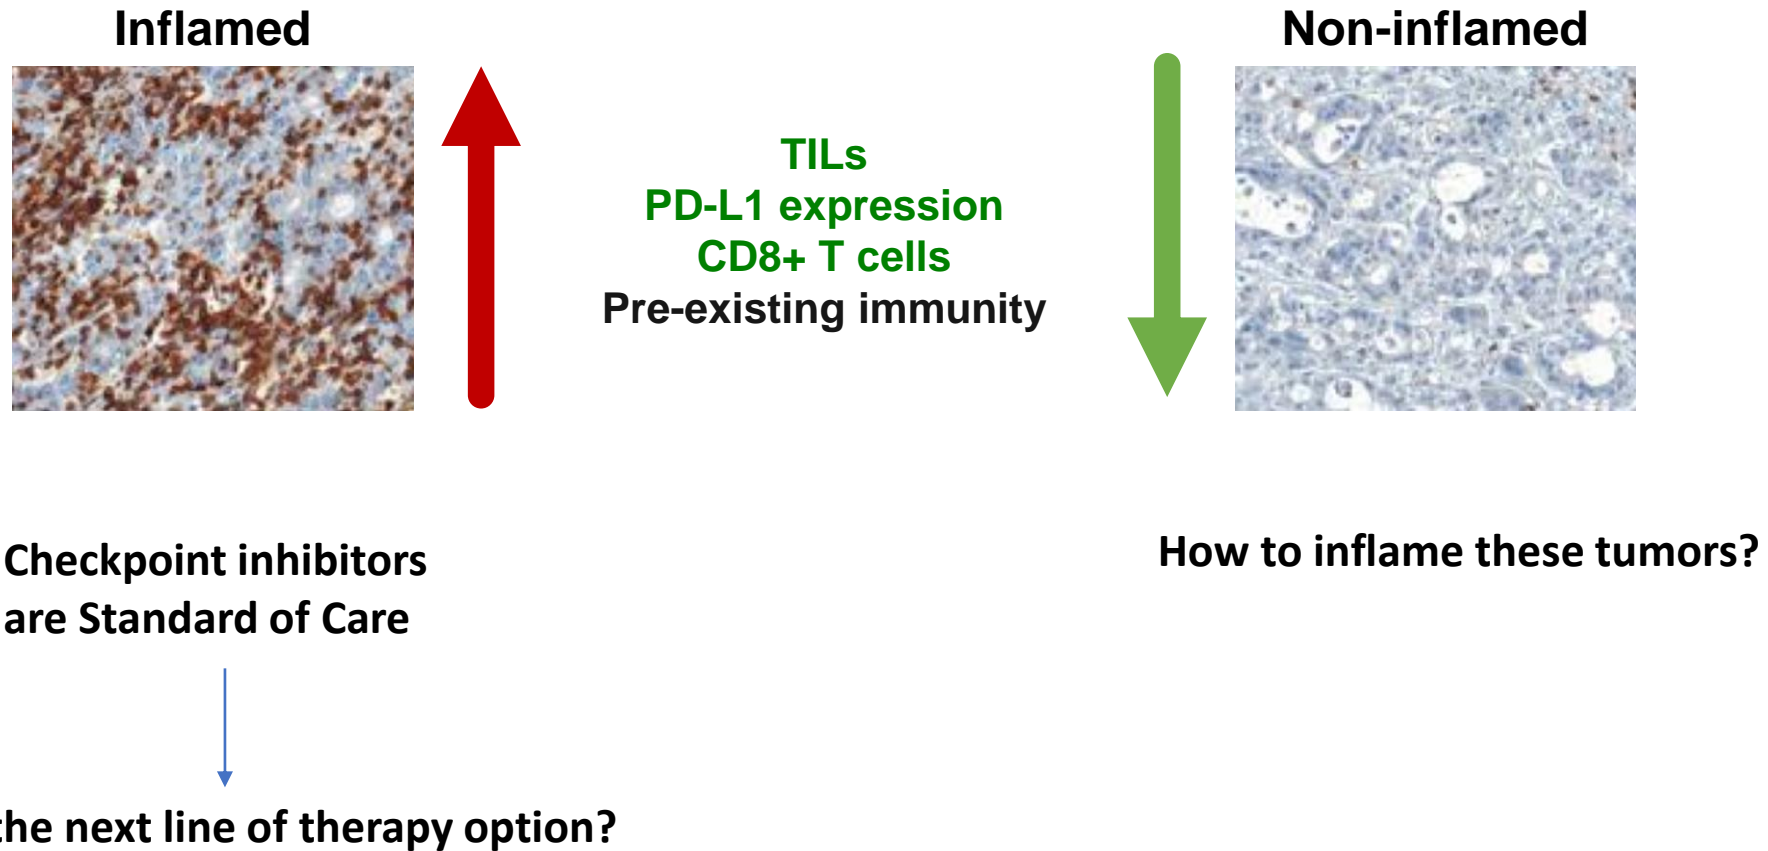 Inflamed
Non-inflamed
TILs
PD-L1 expression
CD8+ T cells
Pre-existing immunity
Checkpoint inhibitors
are Standard of Care
How to inflame these tumors?
the next line of therapy option?